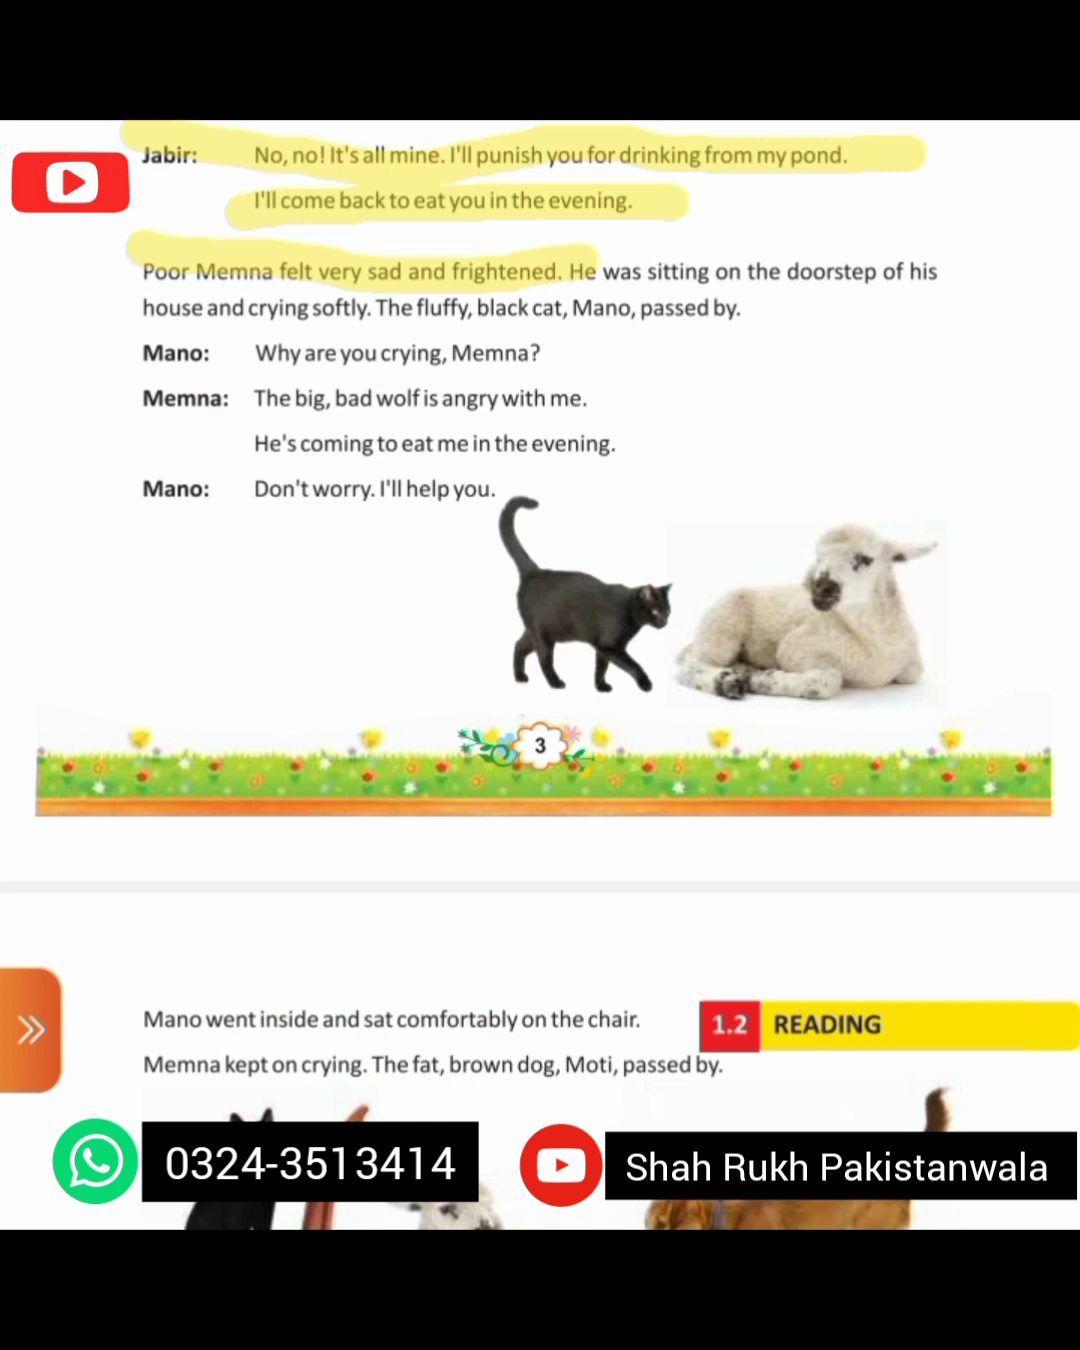 Jabir: No, no! It's all mine. I'll punish you for drinking from my pond.
I'll come back to eat you in the evening.
Poor Memna felt very sad and frightened. He was sitting on the doorstep of his
house and crying softly. The fluffy, black cat, Mano, passed by.
Mano: Why are you crying, Memna?
Memna: The big, bad wolf is angry with me.
He's coming to eat me in the evening.
Mano: Don't worry. I'll help you.
3
Mano went inside and sat comfortably on the chair.
1.2 READING
Memna kept on crying. The fat, brown dog, Moti, passed by.
0324-3513414
Shah Rukh Pakistanwala